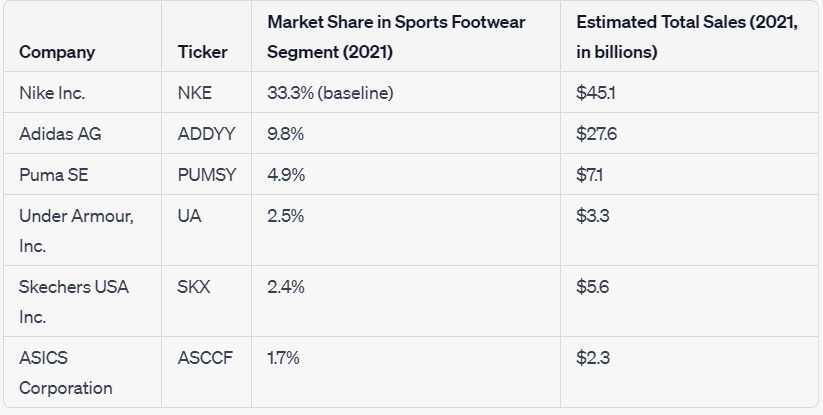 Company Ticker Market Share in Sports Footwear Segment (2021) Estimated Total Sales (2021, in billions)
Nike Inc. NKE 33.3% (baseline) $45.1
Adidas AG ADDYY 9.8% $27.6
Puma SE PUMSY 4.9% $7.1
Under Armour, Inc. UA 2.5% $3.3
Skechers USA Inc. SKX 2.4% $5.6
ASICS Corporation ASCCF 1.7% $2.3